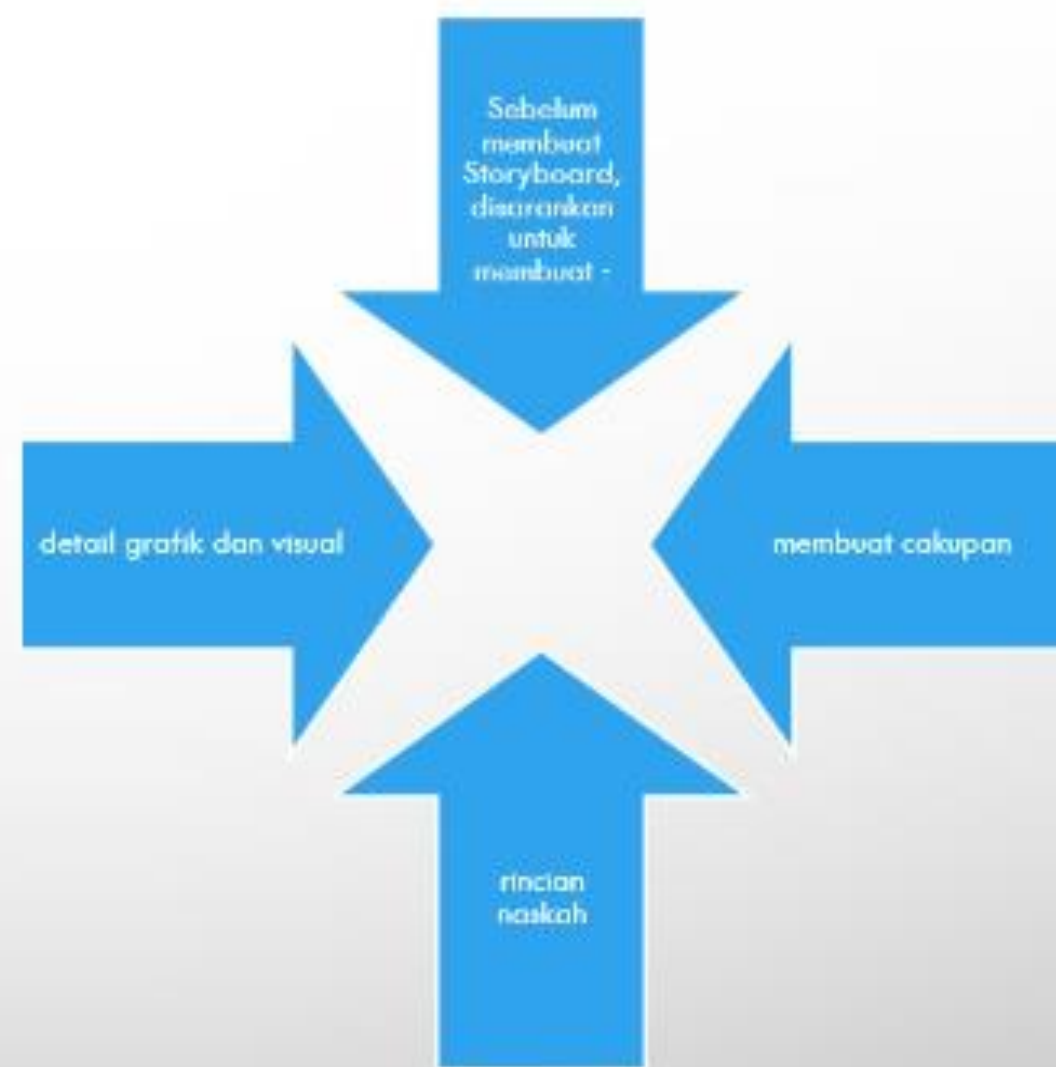 Sebelum
membuat
Storyboard,
disarankan
untuk
membuat -
detail grafik dan visual
membuat cakupan
rincian
naskah